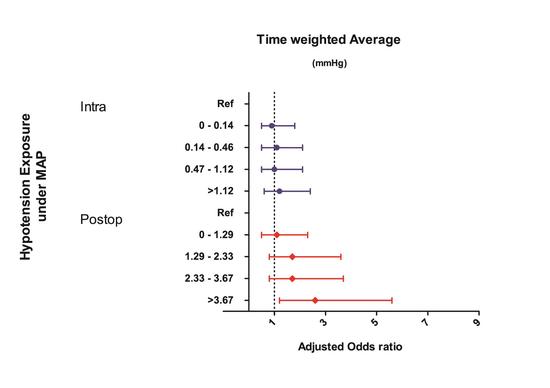 Time weighted Average
(mmHg)
Hypotension Exposure
under MAP
Intra
Ref
0 - 0.14
0.14 - 0.46
0.47 - 1.12
>1.12
Postop
Ref
0 - 1.29
1.29 - 2.33
2.33 - 3.67
>3.67
1 3 5 7 9
Adjusted Odds ratio